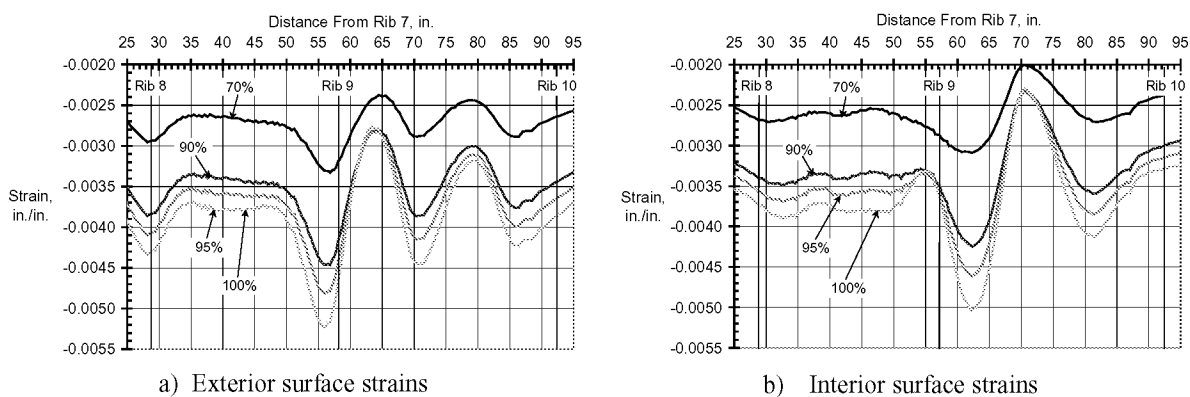 Distance From Rib 7, in.
25 30 35 40 45 50 55 60 65 70 75 80 85 90 95
-0.0020
-0.0025
-0.0030
-0.0035
-0.0040
-0.0045
-0.0050
-0.0055
Strain,
in./in.
Rib 8
70%
Rib 9
Rib 10
90%
95%
100%
a) Exterior surface strains
Distance From Rib 7, in.
25 30 35 40 45 50 55 60 65 70 75 80 85 90 95
-0.0020
-0.0025
-0.0030
-0.0035
-0.0040
-0.0045
-0.0050
-0.0055
Strain,
in./in.
Rib 8
70%
Rib 9
Rib 10
90%
95%
100%
b) Interior surface strains